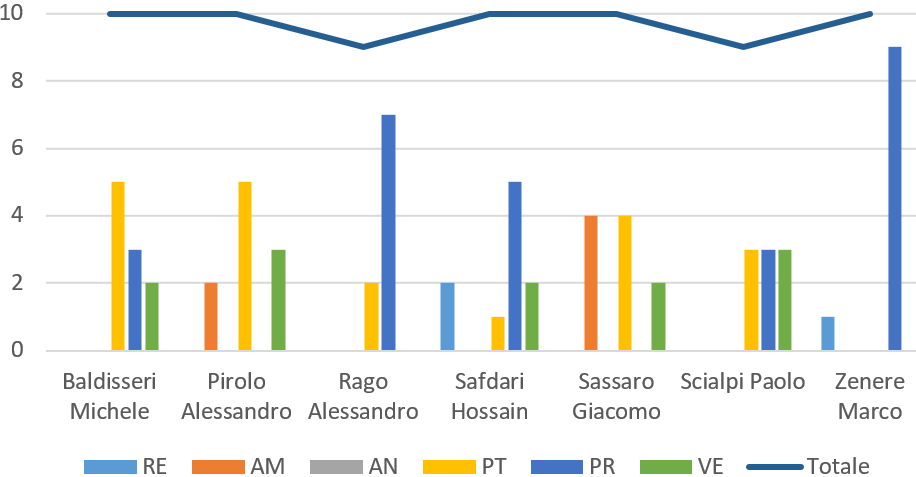 10
8
6
4
2
0
Baldisseri Michele
Pirolo Alessandro
Rago Alessandro
Safdari Hossain
Sassaro Giacomo
Scialpi Paolo
Zenere Marco
RE AM AN PT PR VE Totale